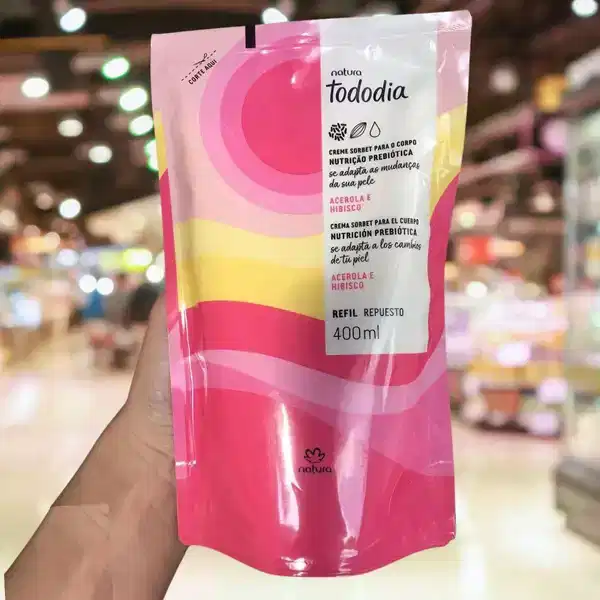 CORTE AQUI
natura
tododia
CREME SORBET PARA O CORPO
NUTRIÇÃO PREBIÓTICA
se adapta às mudanças
da sua pele
ACEROLA E
HIBISCO
CREMA SORBET PARA EL CUERPO
NUTRICIÓN PREBIÓTICA
se adapta a los cambios
de tu piel
ACEROLA E
HIBISCO
REFIL REPUESTO
400ml
natura